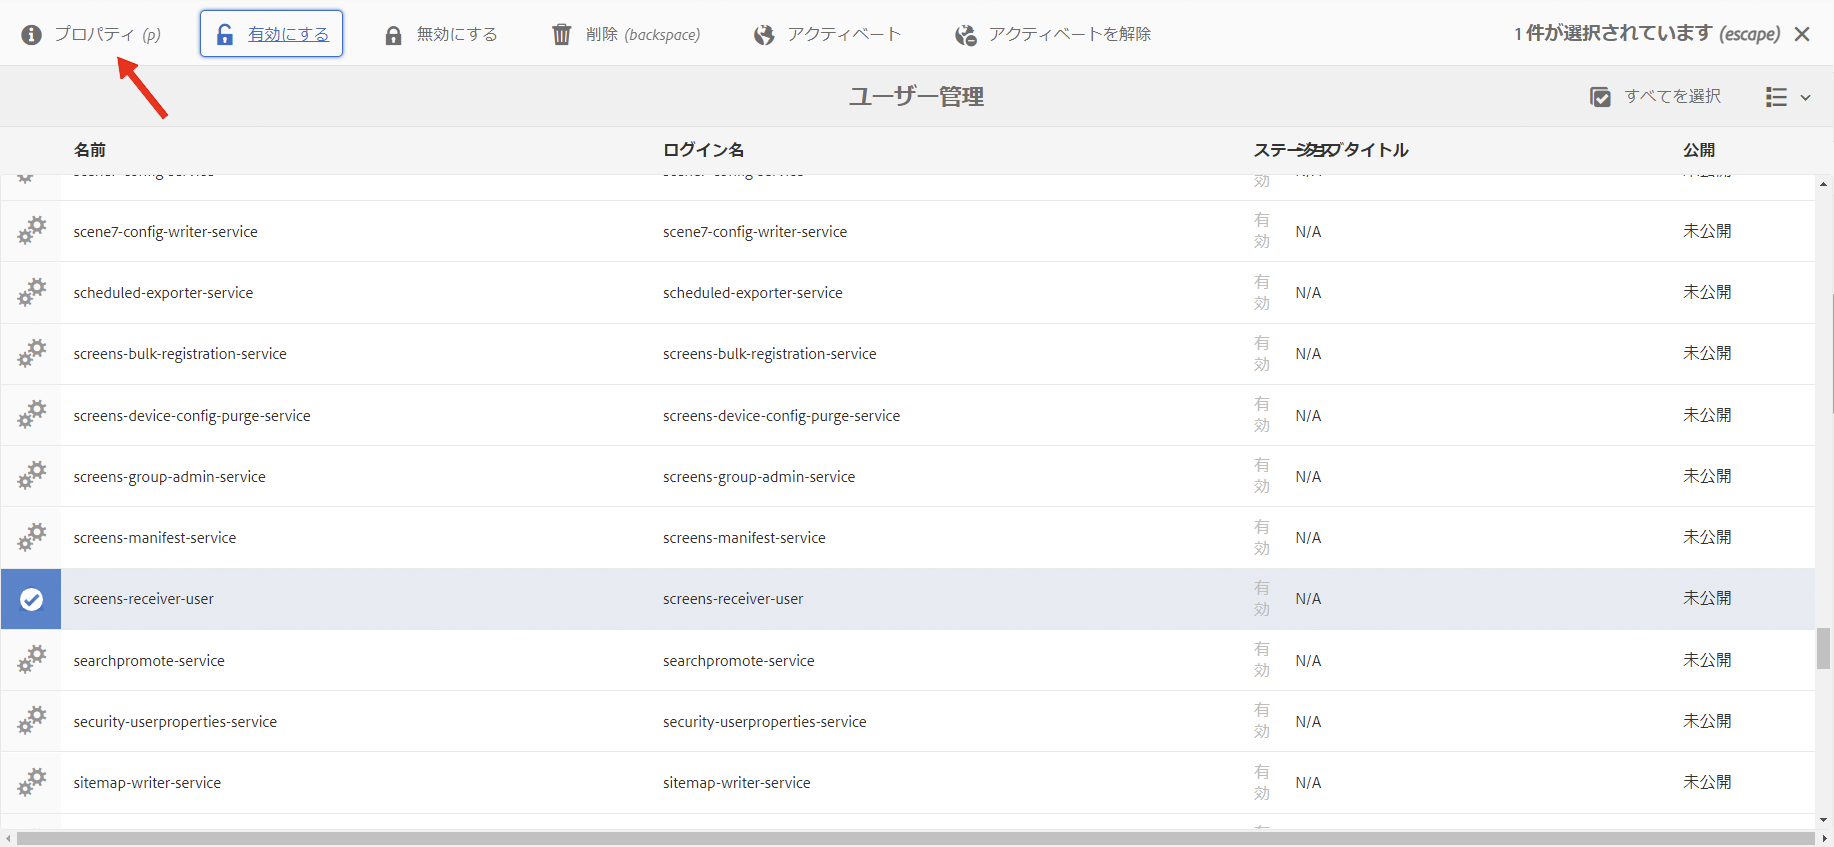 プロパティ (p) 有効にする 無効にする 削除 (backspace) アクティベート アクティベートを解除 1 件が選択されています (escape)
ユーザー管理 すべてを選択
名前 ログイン名 ステータス ジョブタイトル 公開
scene7-config-writer-service scene7-config-writer-service 有効 N/A 未公開
scheduled-exporter-service scheduled-exporter-service 有効 N/A 未公開
screens-bulk-registration-service screens-bulk-registration-service 有効 N/A 未公開
screens-device-config-purge-service screens-device-config-purge-service 有効 N/A 未公開
screens-group-admin-service screens-group-admin-service 有効 N/A 未公開
screens-manifest-service screens-manifest-service 有効 N/A 未公開
screens-receiver-user screens-receiver-user 有効 N/A 未公開
searchpromote-service searchpromote-service 有効 N/A 未公開
security-userproperties-service security-userproperties-service 有効 N/A 未公開
sitemap-writer-service sitemap-writer-service 有効 N/A 未公開